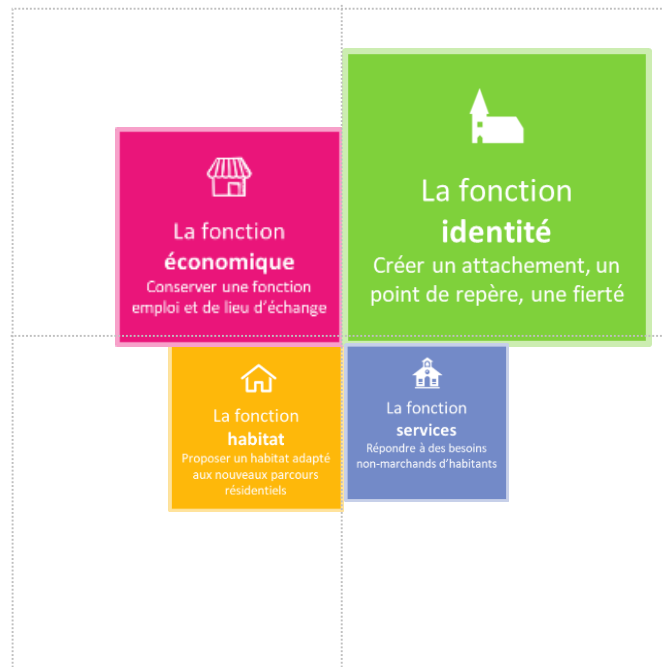 La fonction
économique
Conserver une fonction
emploi et de lieu d'échange
La fonction
identité
Créer un attachement, un
point de repère, une fierté
La fonction
habitat
Proposer un habitat adapté
aux nouveaux parcours
résidentiels
La fonction
services
Répondre à des besoins
non-marchands d'habitants